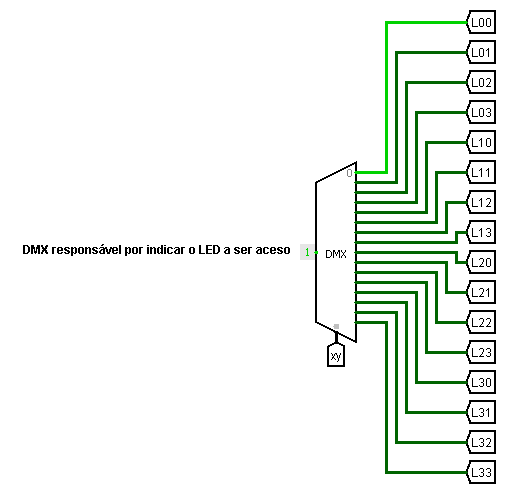 L00
L01
L02
0
L03
L10
L11
L12
L13
DMX responsável por indicar o LED a ser aceso
1
DMX
L20
L21
L22
L23
xy
L30
L31
L32
L33